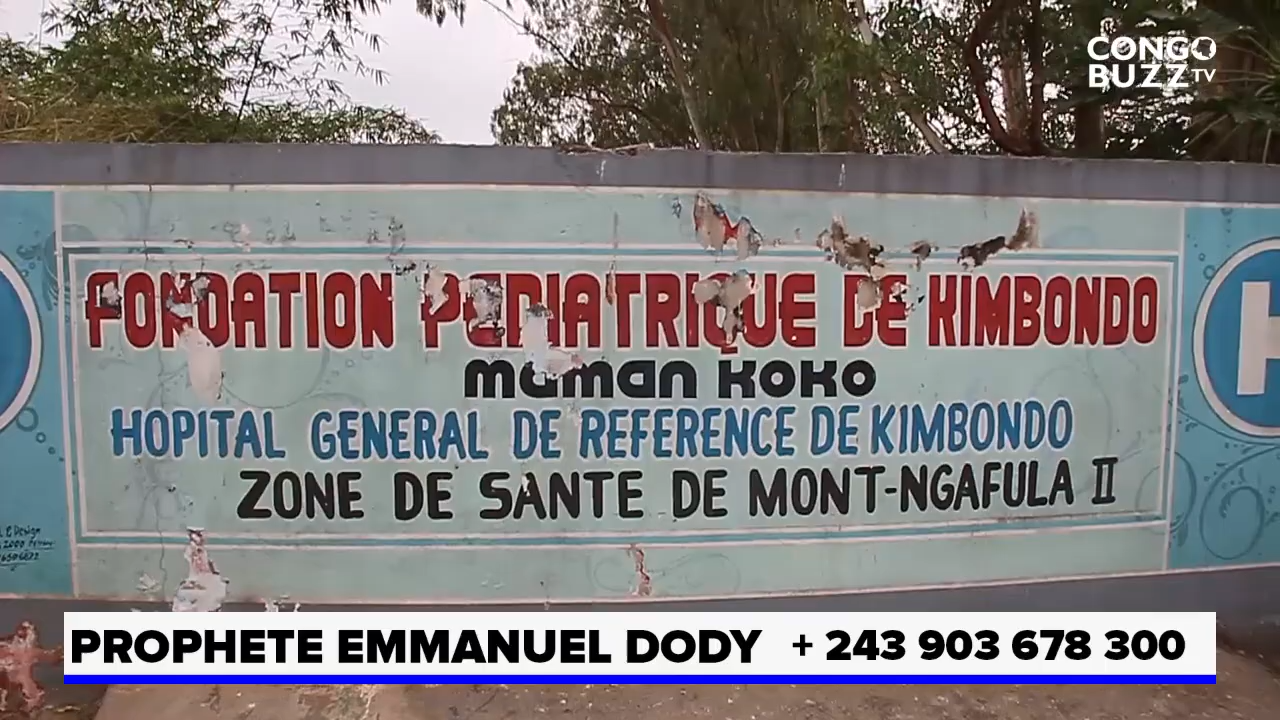 CONGO
BUZZ TV
FONDATION PEDIATRIQUE DE KIMBONDO
maman KOKO
HOPITAL GENERAL DE REFERENCE DE KIMBONDO
ZONE DE SANTE DE MONT-NGAFULA II
H
Design
PROPHETE EMMANUEL DODY + 243 903 678 300